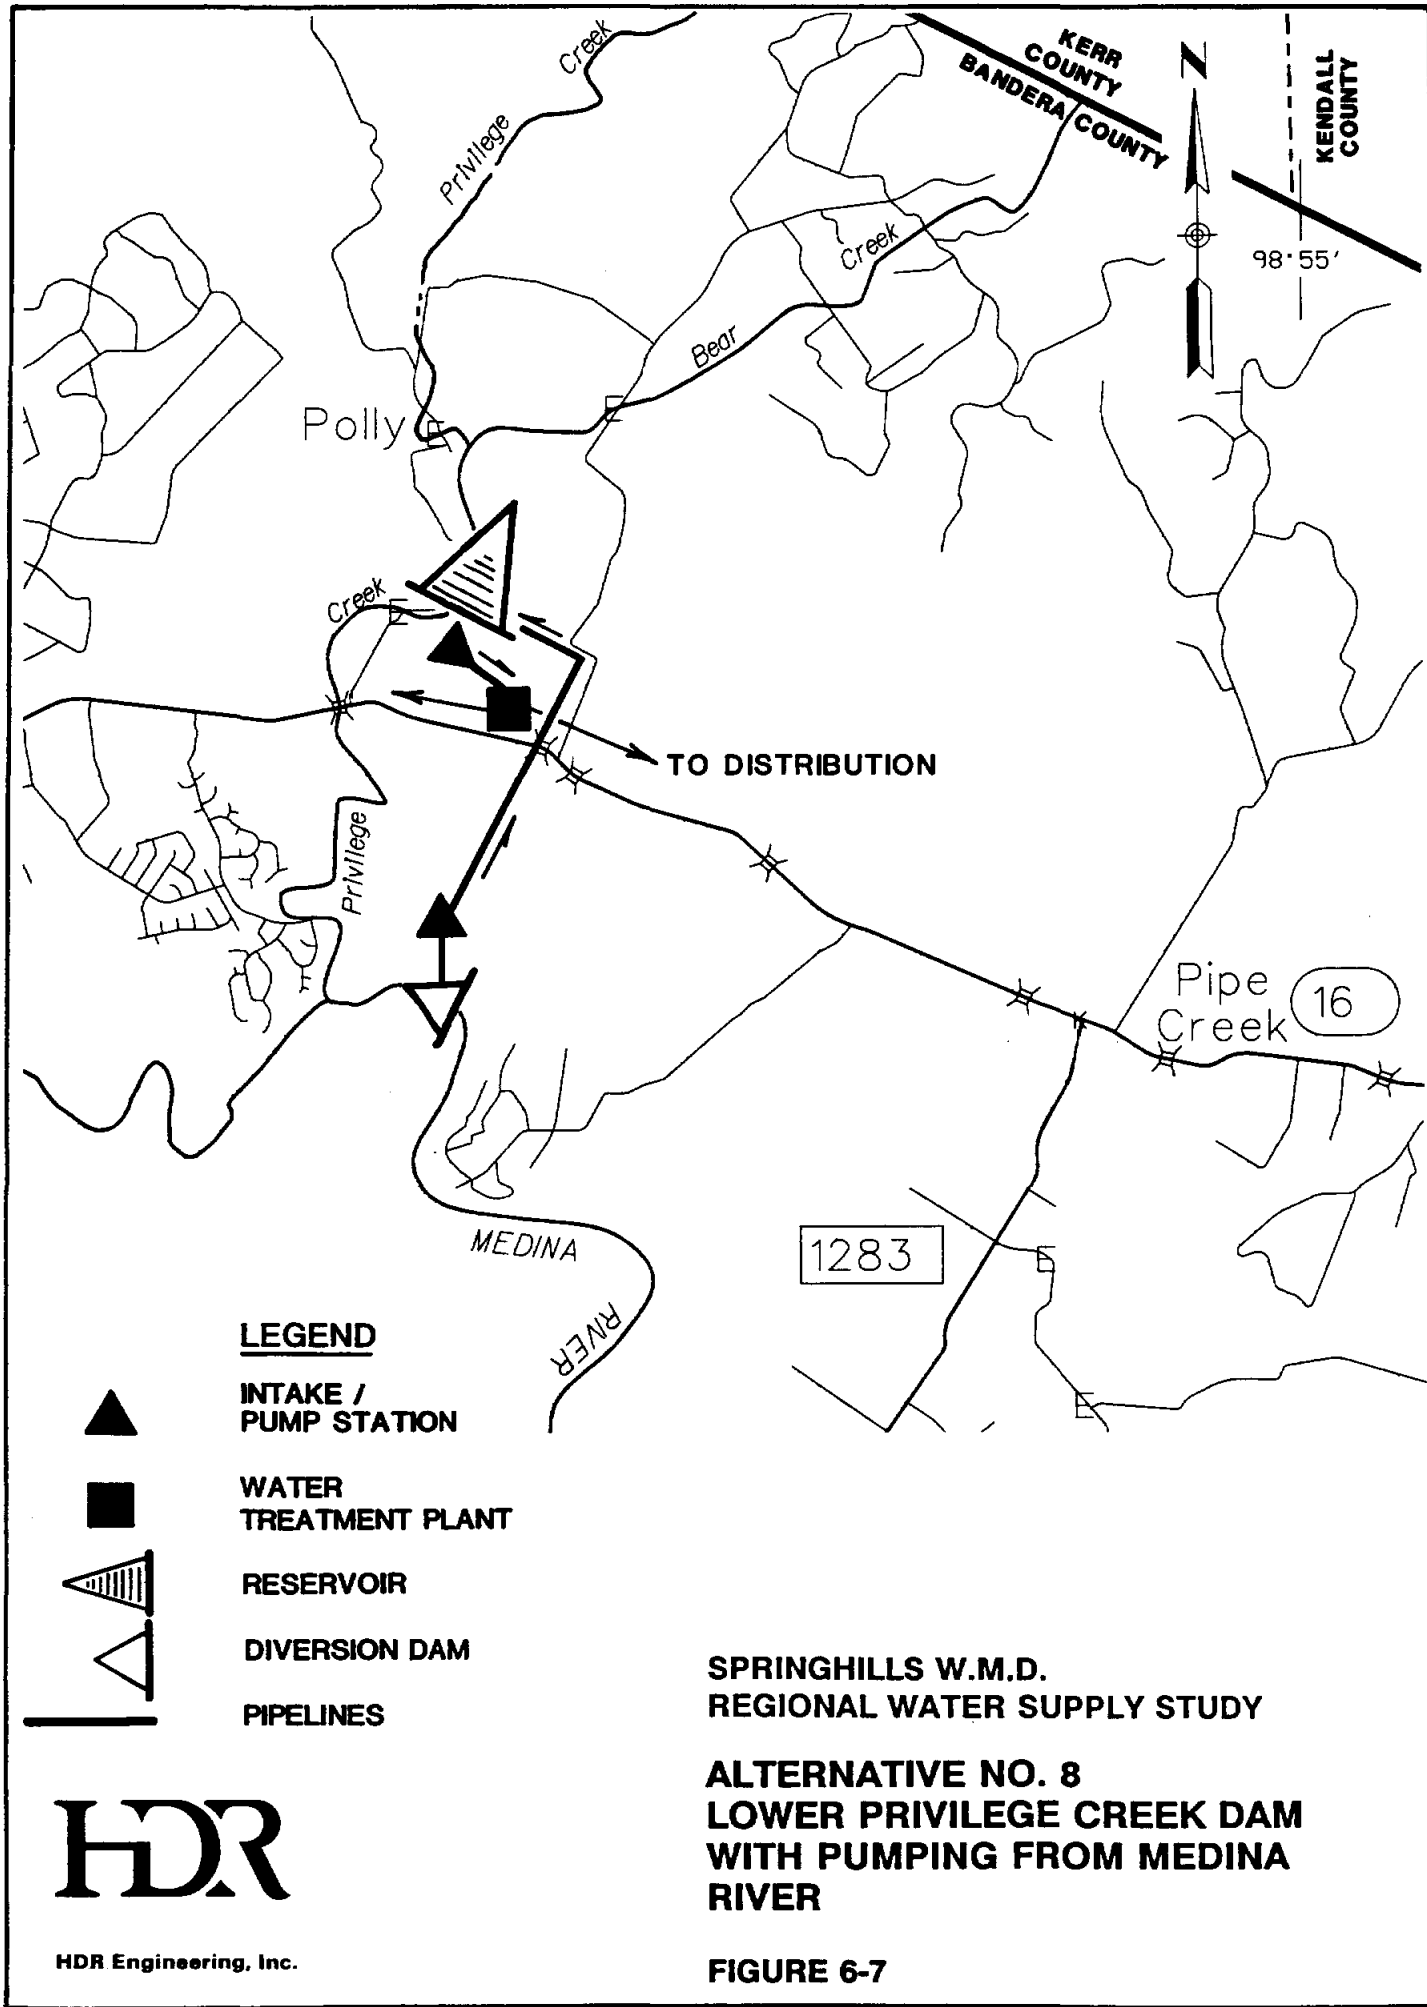 Creek
Privilege
KERR
COUNTY
BANDERA COUNTY
N
KENDALL
COUNTY
98°55'
Creek
Bear
Polly
E
E
Creek
E
TO DISTRIBUTION
Privilege
Pipe
Creek
16
MEDINA
RIVER
1283
E
E
LEGEND
INTAKE /
PUMP STATION
WATER
TREATMENT PLANT
RESERVOIR
DIVERSION DAM
PIPELINES
SPRINGHILLS W.M.D.
REGIONAL WATER SUPPLY STUDY
ALTERNATIVE NO. 8
LOWER PRIVILEGE CREEK DAM
WITH PUMPING FROM MEDINA
RIVER
FIGURE 6-7
HDR
HDR Engineering, Inc.